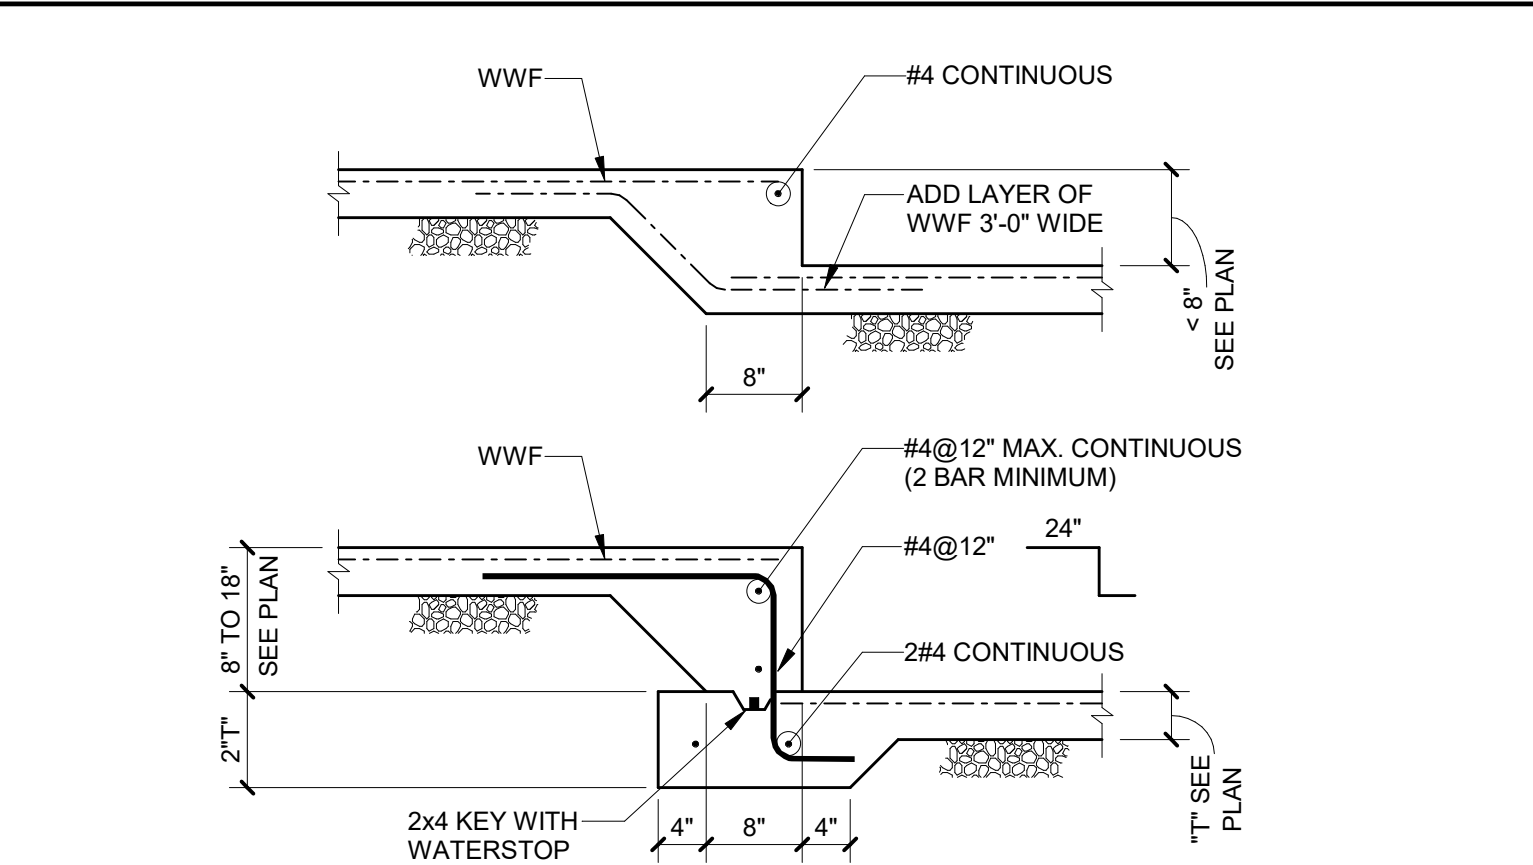 WWF
#4 CONTINUOUS
ADD LAYER OF
WWF 3'-0" WIDE
< 8"
SEE PLAN
8"
WWF
#4@12" MAX. CONTINUOUS
(2 BAR MINIMUM)
24"
#4@12"
8" TO 18"
SEE PLAN
2#4 CONTINUOUS
2"T"
"T" SEE
PLAN
2x4 KEY WITH
WATERSTOP
4"
8"
4"